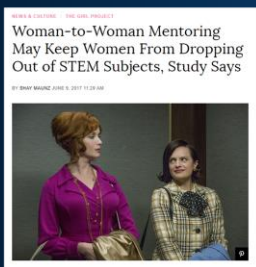 NEWS & CULTURE | THE GIRL PROJECT
Woman-to-Woman Mentoring
May Keep Women From Dropping
Out of STEM Subjects, Study Says
BY SHAY MAUNZ JUNE 9, 2017 11:29 AM